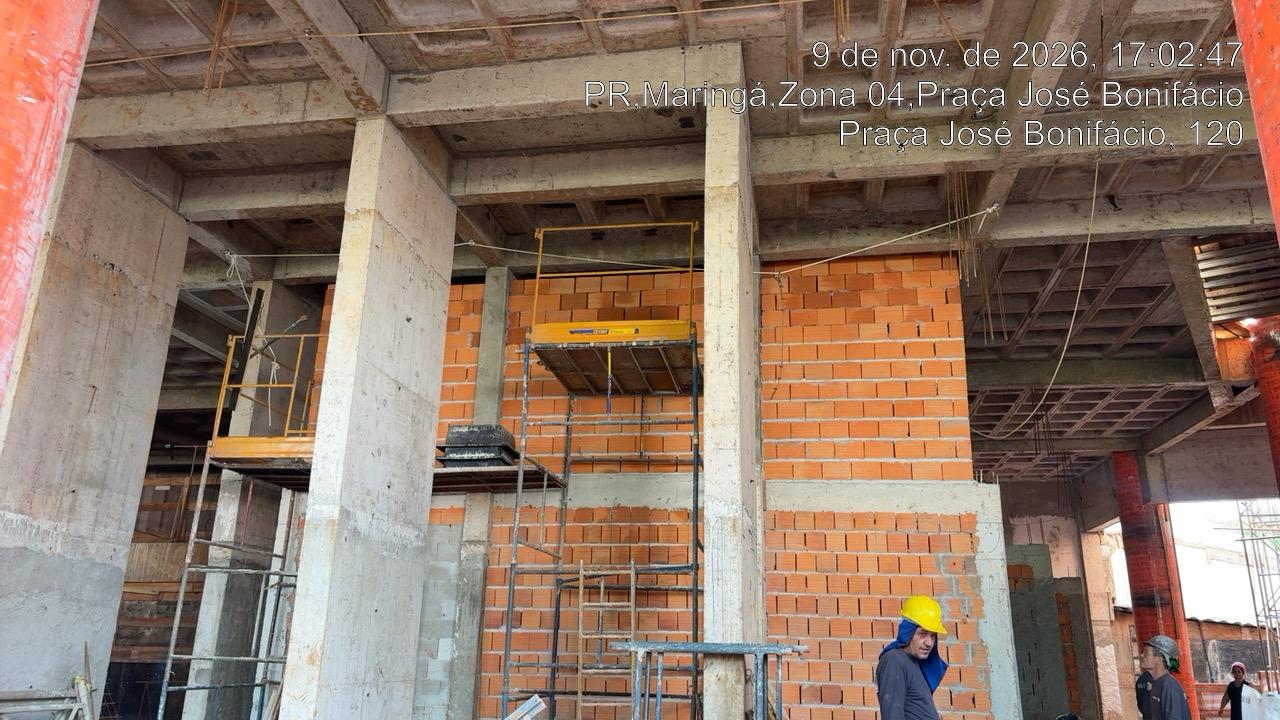 9 de nov. de 2026, 17:02:47
PR,Maringá,Zona 04,Praça José Bonifácio
Praça José Bonifácio, 120